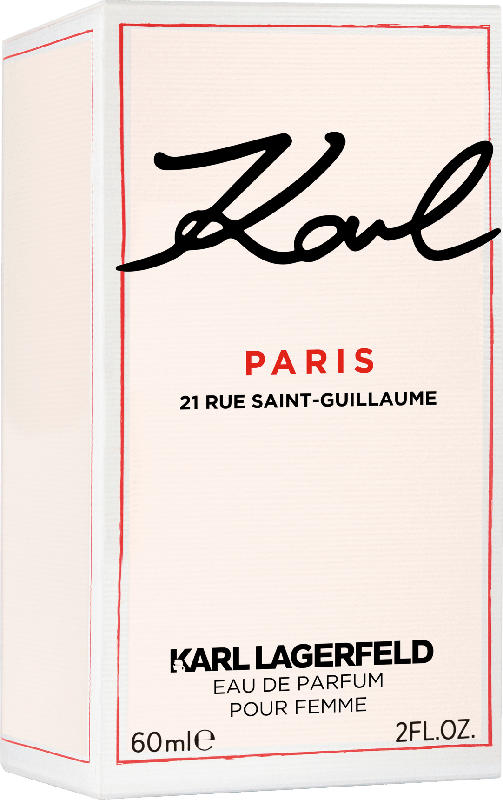 Karl
PARIS
21 RUE SAINT-GUILLAUME
KARL LAGERFELD
EAU DE PARFUM
POUR FEMME
60ml℮
2FL.OZ.